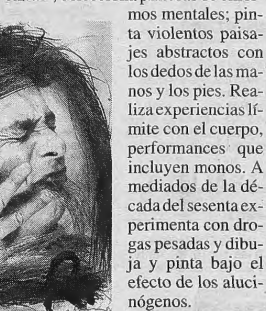 mos mentales; pin-
ta violentos paisa-
jes abstractos con
los dedos de las ma-
nos y los pies. Rea-
liza experiencias lí-
mite con el cuerpo,
performances que
incluyen monos. A
mediados de la dé-
cada del sesenta ex-
perimenta con dro-
gas pesadas y dibu-
ja y pinta bajo el
efecto de los aluci-
nógenos.